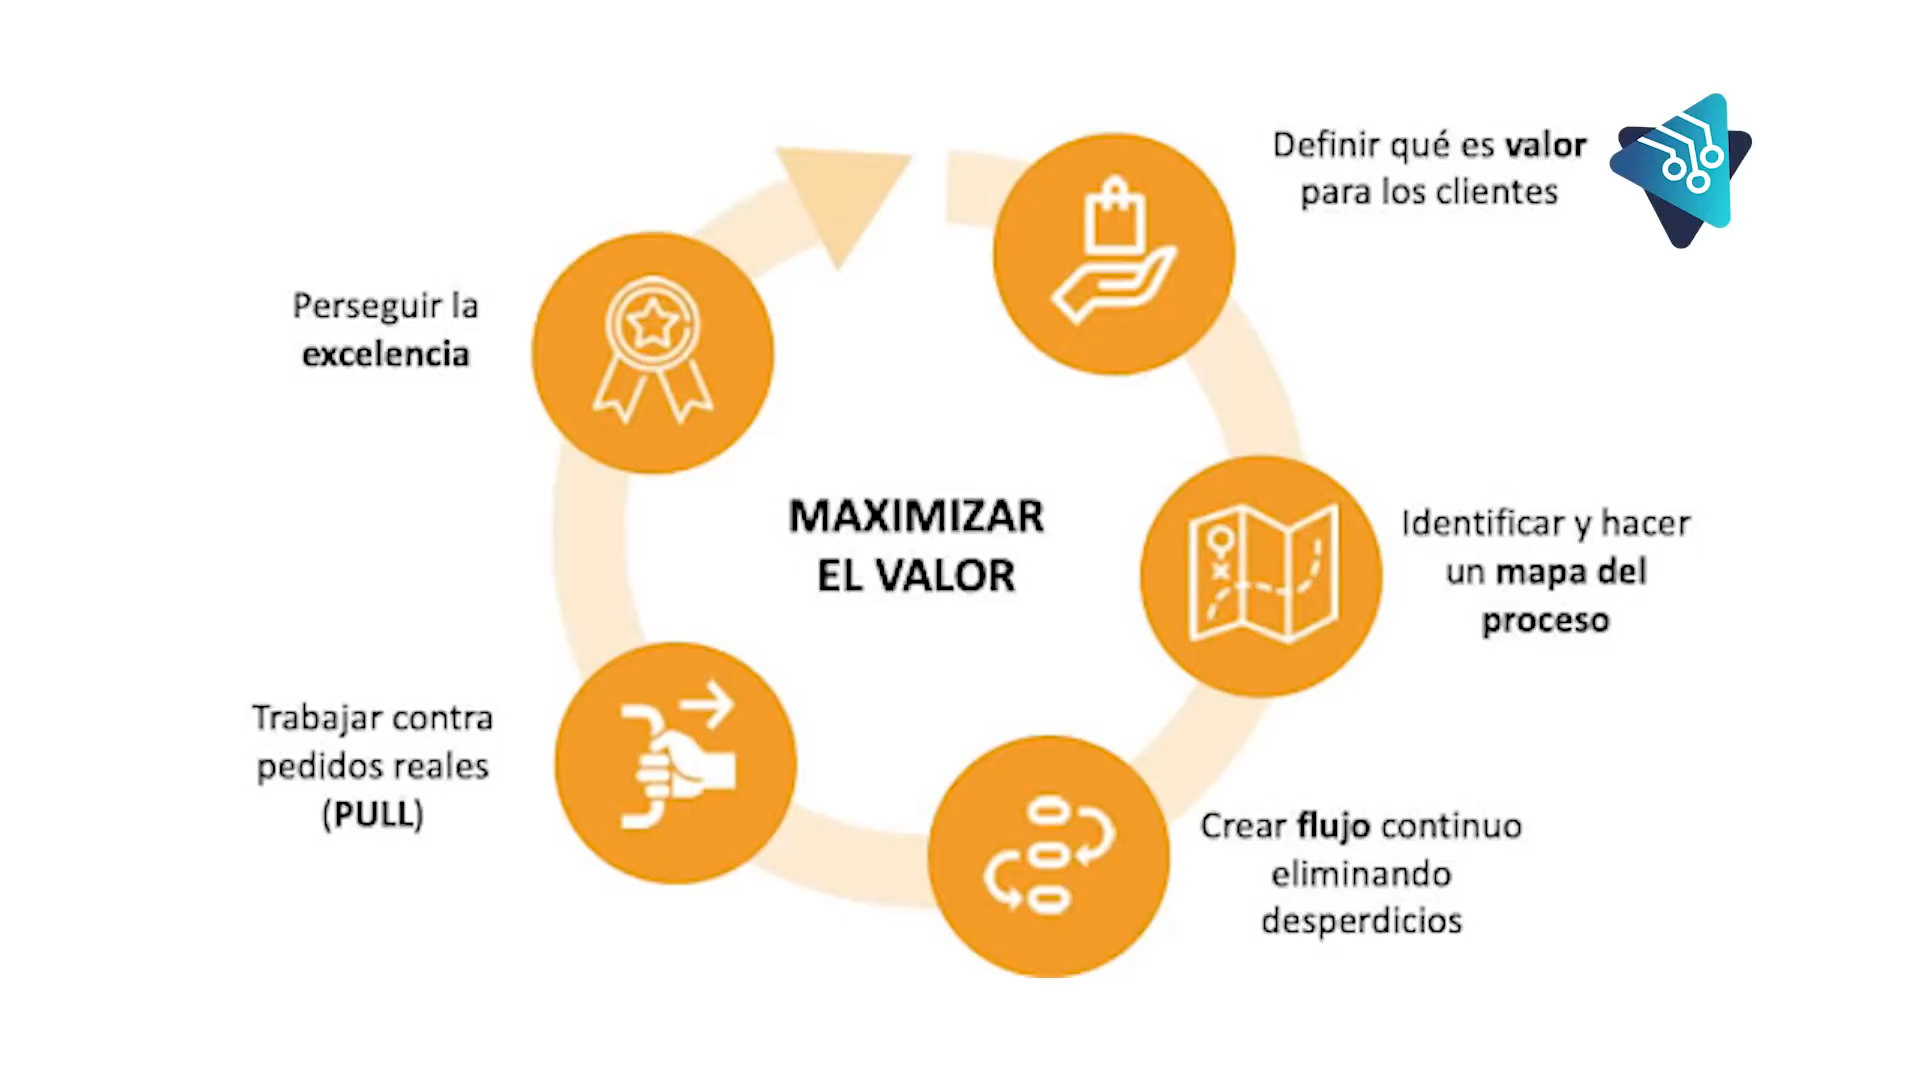 Definir qué es valor
para los clientes
Identificar y hacer
un mapa del
proceso
Crear flujo continuo
eliminando
desperdicios
Trabajar contra
pedidos reales
(PULL)
Perseguir la
excelencia
MAXIMIZAR
EL VALOR